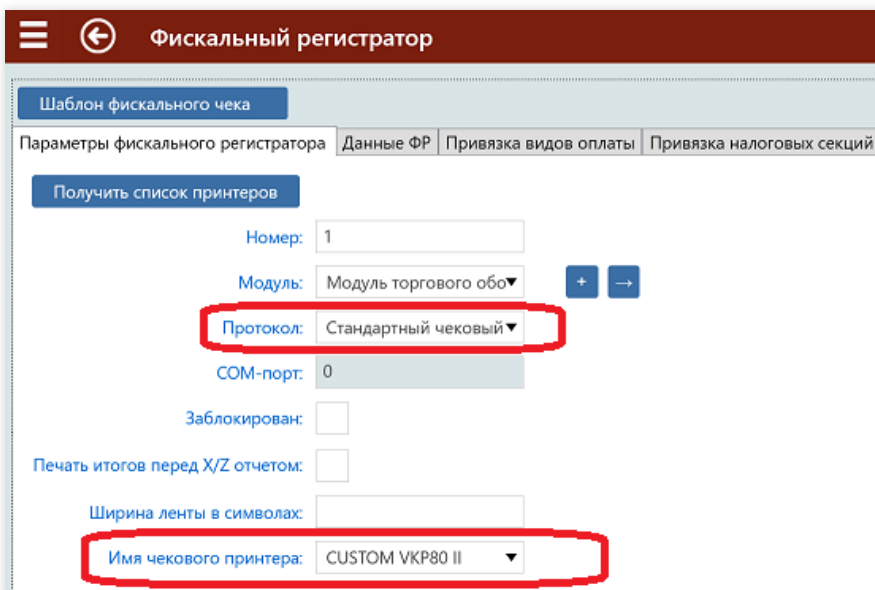 Фискальный регистратор
Шаблон фискального чека
Параметры фискального регистратора Данные ФР Привязка видов оплаты Привязка налоговых секций
Получить список принтеров
Номер: 1
Модуль: Модуль торгового обо + →
Протокол: Стандартный чековый
COM-порт: 0
Заблокирован:
Печать итогов перед X/Z отчетом:
Ширина ленты в символах:
Имя чекового принтера: CUSTOM VKP80 II